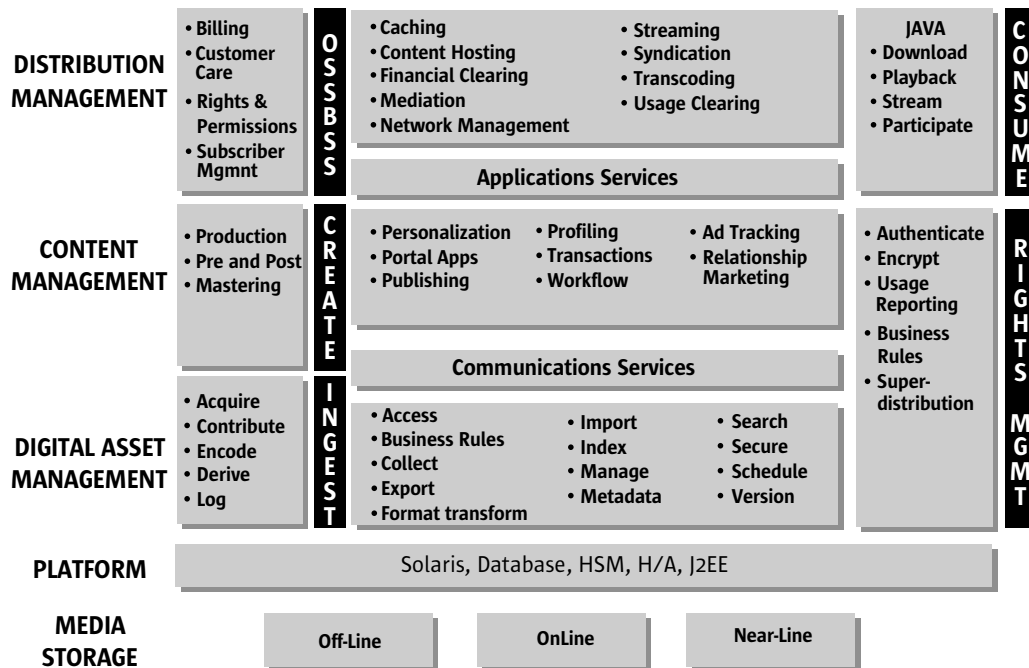 DISTRIBUTION
MANAGEMENT
• Billing
• Customer
Care
• Rights &
Permissions
• Subscriber
Mgmnt
OSSBSS
• Caching
• Content Hosting
• Financial Clearing
• Mediation
• Network Management
• Streaming
• Syndication
• Transcoding
• Usage Clearing
JAVA
• Download
• Playback
• Stream
• Participate
CONSUME
Applications Services
CONTENT
MANAGEMENT
• Production
• Pre and Post
• Mastering
CREATE
• Personalization
• Portal Apps
• Publishing
• Profiling
• Transactions
• Workflow
• Ad Tracking
• Relationship
Marketing
• Authenticate
• Encrypt
• Usage
Reporting
• Business
Rules
• Super-
distribution
RIGHTS MGMT
Communications Services
DIGITAL ASSET
MANAGEMENT
• Acquire
• Contribute
• Encode
• Derive
• Log
INGEST
• Access
• Business Rules
• Collect
• Export
• Format transform
• Import
• Index
• Manage
• Metadata
• Search
• Secure
• Schedule
• Version
PLATFORM
Solaris, Database, HSM, H/A, J2EE
MEDIA
STORAGE
Off-Line
OnLine
Near-Line